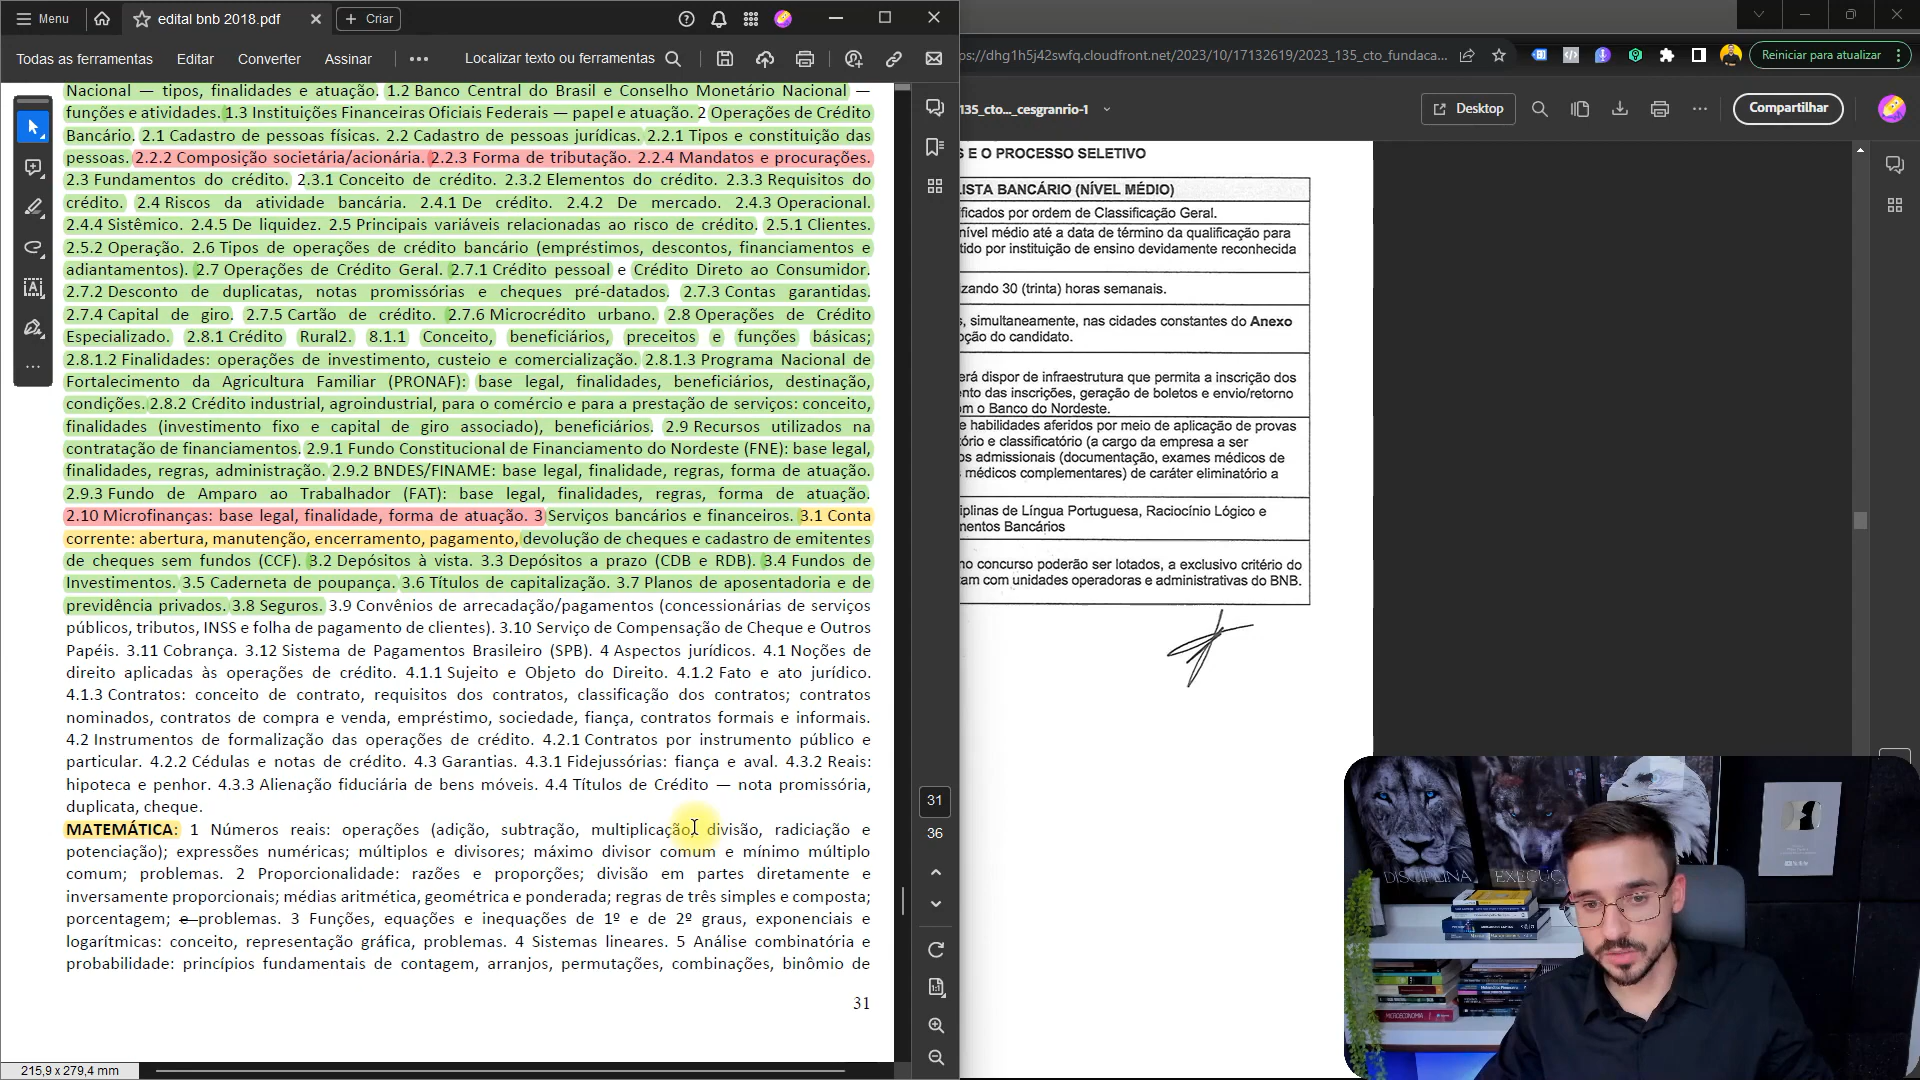 Menu
edital bnb 2018.pdf
Criar
Todas as ferramentas
Editar
Converter
Assinar
Localizar texto ou ferramentas
Nacional — tipos, finalidades e atuação. 1.2 Banco Central do Brasil e Conselho Monetário Nacional —
funções e atividades. 1.3 Instituições Financeiras Oficiais Federais — papel e atuação. 2 Operações de Crédito
Bancário. 2.1 Cadastro de pessoas físicas. 2.2 Cadastro de pessoas jurídicas. 2.2.1 Tipos e constituição das
pessoas. 2.2.2 Composição societária/acionária. 2.2.3 Forma de tributação. 2.2.4 Mandatos e procurações.
2.3 Fundamentos do crédito. 2.3.1 Conceito de crédito. 2.3.2 Elementos do crédito. 2.3.3 Requisitos do
crédito. 2.4 Riscos da atividade bancária. 2.4.1 De crédito. 2.4.2 De mercado. 2.4.3 Operacional.
2.4.4 Sistêmico. 2.4.5 De liquidez. 2.5 Principais variáveis relacionadas ao risco de crédito. 2.5.1 Clientes.
2.5.2 Operação. 2.6 Tipos de operações de crédito bancário (empréstimos, descontos, financiamentos e
adiantamentos). 2.7 Operações de Crédito Geral. 2.7.1 Crédito pessoal e Crédito Direto ao Consumidor.
2.7.2 Desconto de duplicatas, notas promissórias e cheques pré-datados. 2.7.3 Contas garantidas.
2.7.4 Capital de giro. 2.7.5 Cartão de crédito. 2.7.6 Microcrédito urbano. 2.8 Operações de Crédito
Especializado. 2.8.1 Crédito Rural2. 8.1.1 Conceito, beneficiários, preceitos e funções básicas;
2.8.1.2 Finalidades: operações de investimento, custeio e comercialização. 2.8.1.3 Programa Nacional de
Fortalecimento da Agricultura Familiar (PRONAF): base legal, finalidades, beneficiários, destinação,
condições. 2.8.2 Crédito industrial, agroindustrial, para o comércio e para a prestação de serviços: conceito,
finalidades (investimento fixo e capital de giro associado), beneficiários. 2.9 Recursos utilizados na
contratação de financiamentos. 2.9.1 Fundo Constitucional de Financiamento do Nordeste (FNE): base legal,
finalidades, regras, administração. 2.9.2 BNDES/FINAME: base legal, finalidade, regras, forma de atuação.
2.9.3 Fundo de Amparo ao Trabalhador (FAT): base legal, finalidades, regras, forma de atuação.
2.10 Microfinanças: base legal, finalidade, forma de atuação. 3 Serviços bancários e financeiros. 3.1 Conta
corrente: abertura, manutenção, encerramento, pagamento, devolução de cheques e cadastro de emitentes
de cheques sem fundos (CCF). 3.2 Depósitos à vista. 3.3 Depósitos a prazo (CDB e RDB). 3.4 Fundos de
Investimentos. 3.5 Caderneta de poupança. 3.6 Títulos de capitalização. 3.7 Planos de aposentadoria e de
previdência privados. 3.8 Seguros. 3.9 Convênios de arrecadação/pagamentos (concessionárias de serviços
públicos, tributos, INSS e folha de pagamento de clientes). 3.10 Serviço de Compensação de Cheque e Outros
Papéis. 3.11 Cobrança. 3.12 Sistema de Pagamentos Brasileiro (SPB). 4 Aspectos jurídicos. 4.1 Noções de
direito aplicadas às operações de crédito. 4.1.1 Sujeito e Objeto do Direito. 4.1.2 Fato e ato jurídico.
4.1.3 Contratos: conceito de contrato, requisitos dos contratos, classificação dos contratos; contratos
nominados, contratos de compra e venda, empréstimo, sociedade, fiança, contratos formais e informais.
4.2 Instrumentos de formalização das operações de crédito. 4.2.1 Contratos por instrumento público e
particular. 4.2.2 Cédulas e notas de crédito. 4.3 Garantias. 4.3.1 Fidejussórias: fiança e aval. 4.3.2 Reais:
hipoteca e penhor. 4.3.3 Alienação fiduciária de bens móveis. 4.4 Títulos de Crédito — nota promissória,
duplicata, cheque.
MATEMÁTICA: 1 Números reais: operações (adição, subtração, multiplicação, divisão, radiciação e
potenciação); expressões numéricas; múltiplos e divisores; máximo divisor comum e mínimo múltiplo
comum; problemas. 2 Proporcionalidade: razões e proporções; divisão em partes diretamente e
inversamente proporcionais; médias aritmética, geométrica e ponderada; regras de três simples e composta;
porcentagem; e problemas. 3 Funções, equações e inequações de 1º e de 2º graus, exponenciais e
logarítmicas: conceito, representação gráfica, problemas. 4 Sistemas lineares. 5 Análise combinatória e
probabilidade: princípios fundamentais de contagem, arranjos, permutações, combinações, binômio de
31
31
36
215,9 x 279,4 mm
ps://dhg1h5j42swfq.cloudfront.net/2023/10/17132619/2023_135_cto_fundaca...
Reiniciar para atualizar
135_cto..._cesgranrio-1
Desktop
Compartilhar
S E O PROCESSO SELETIVO
LISTA BANCÁRIO (NÍVEL MÉDIO)
ificados por ordem de Classificação Geral.
nível médio até a data de término da qualificação para
tido por instituição de ensino devidamente reconhecida
zando 30 (trinta) horas semanais.
s, simultaneamente, nas cidades constantes do Anexo
oção do candidato.
erá dispor de infraestrutura que permita a inscrição dos
ento das inscrições, geração de boletos e envio/retorno
om o Banco do Nordeste.
e habilidades aferidos por meio de aplicação de provas
tório e classificatório (a cargo da empresa a ser
os admissionais (documentação, exames médicos de
s médicos complementares) de caráter eliminatório a
iplinas de Língua Portuguesa, Raciocínio Lógico e
mentos Bancários
no concurso poderão ser lotados, a exclusivo critério do
tam com unidades operadoras e administrativas do BNB.
DISCIPLINA
EXECUÇ
MICROECONOMIA